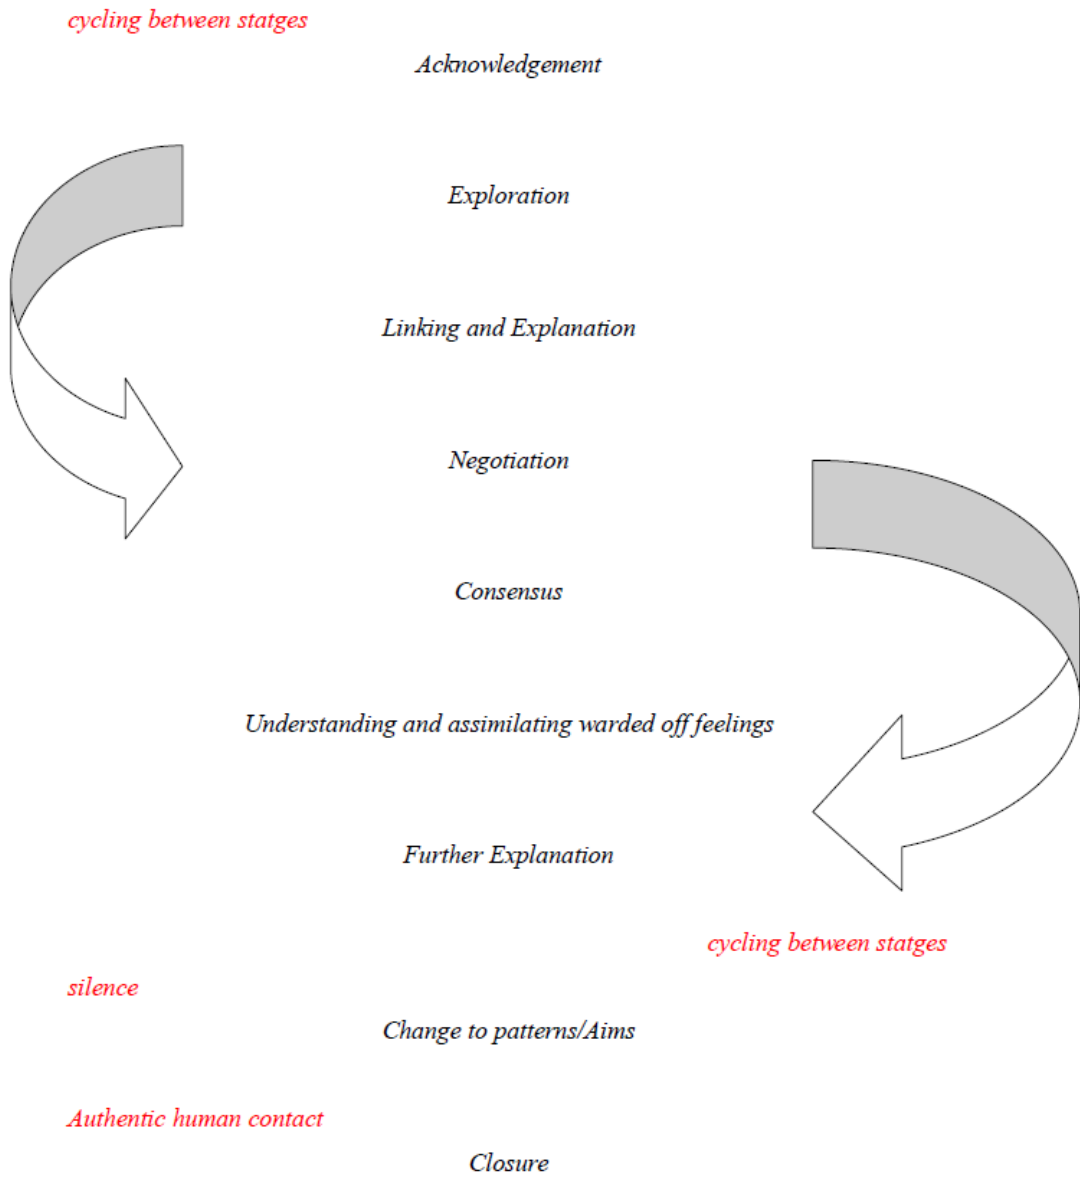 cycling between statges
Acknowledgement
Exploration
Linking and Explanation
Negotiation
Consensus
Understanding and assimilating warded off feelings
Further Explanation
cycling between statges
silence
Change to patterns/Aims
Authentic human contact
Closure